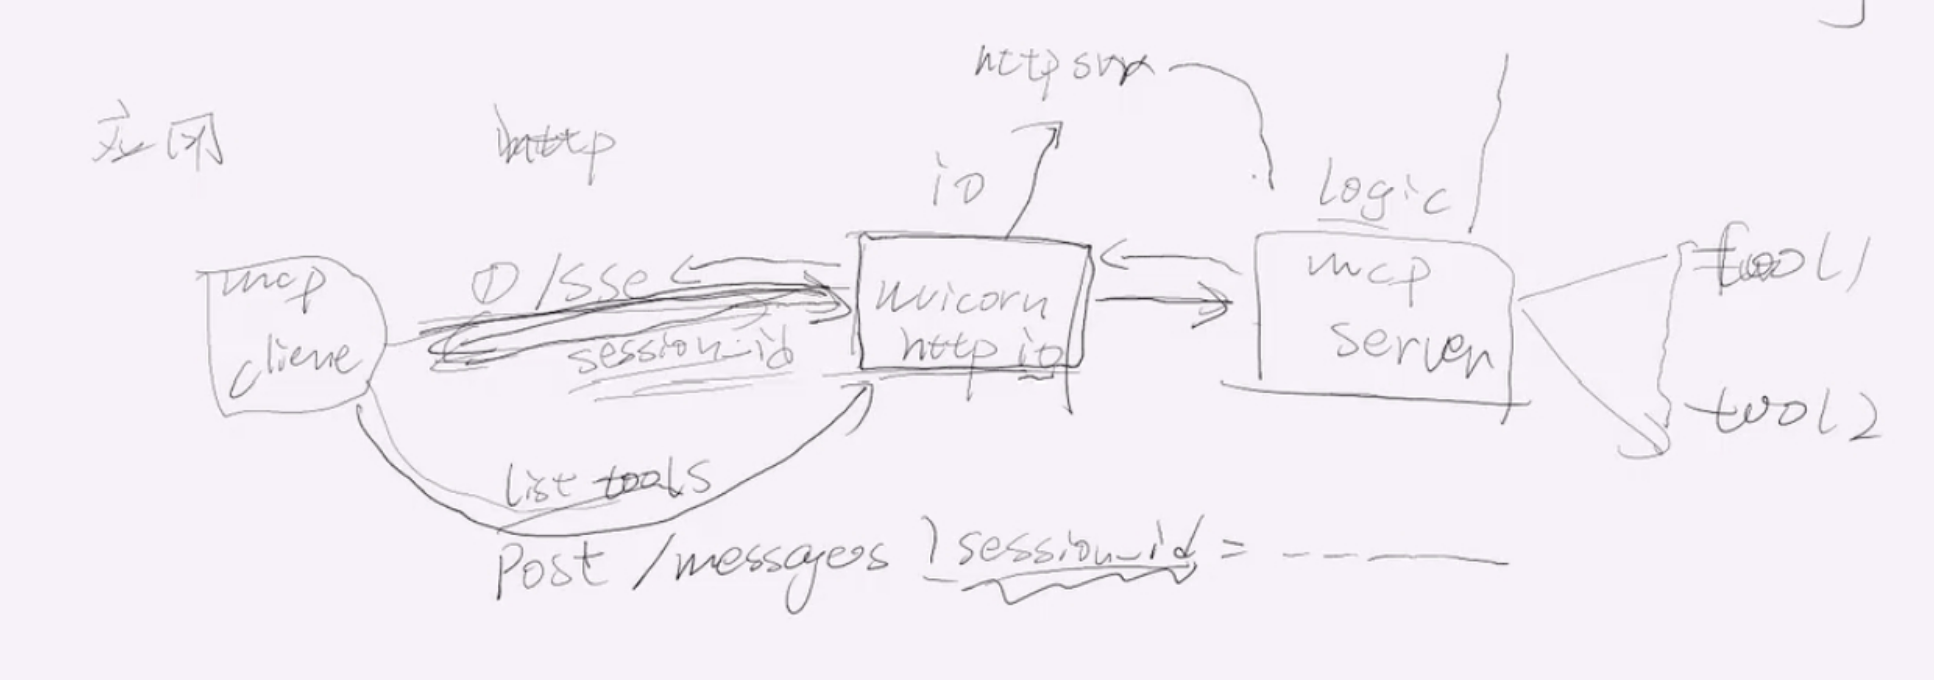 应用
http
http svr
io
logic
mcp
client
① /sse
session_id
uvicorn
http io
mcp
server
tool1
tool2
list tools
Post /messages ?session_id = ---